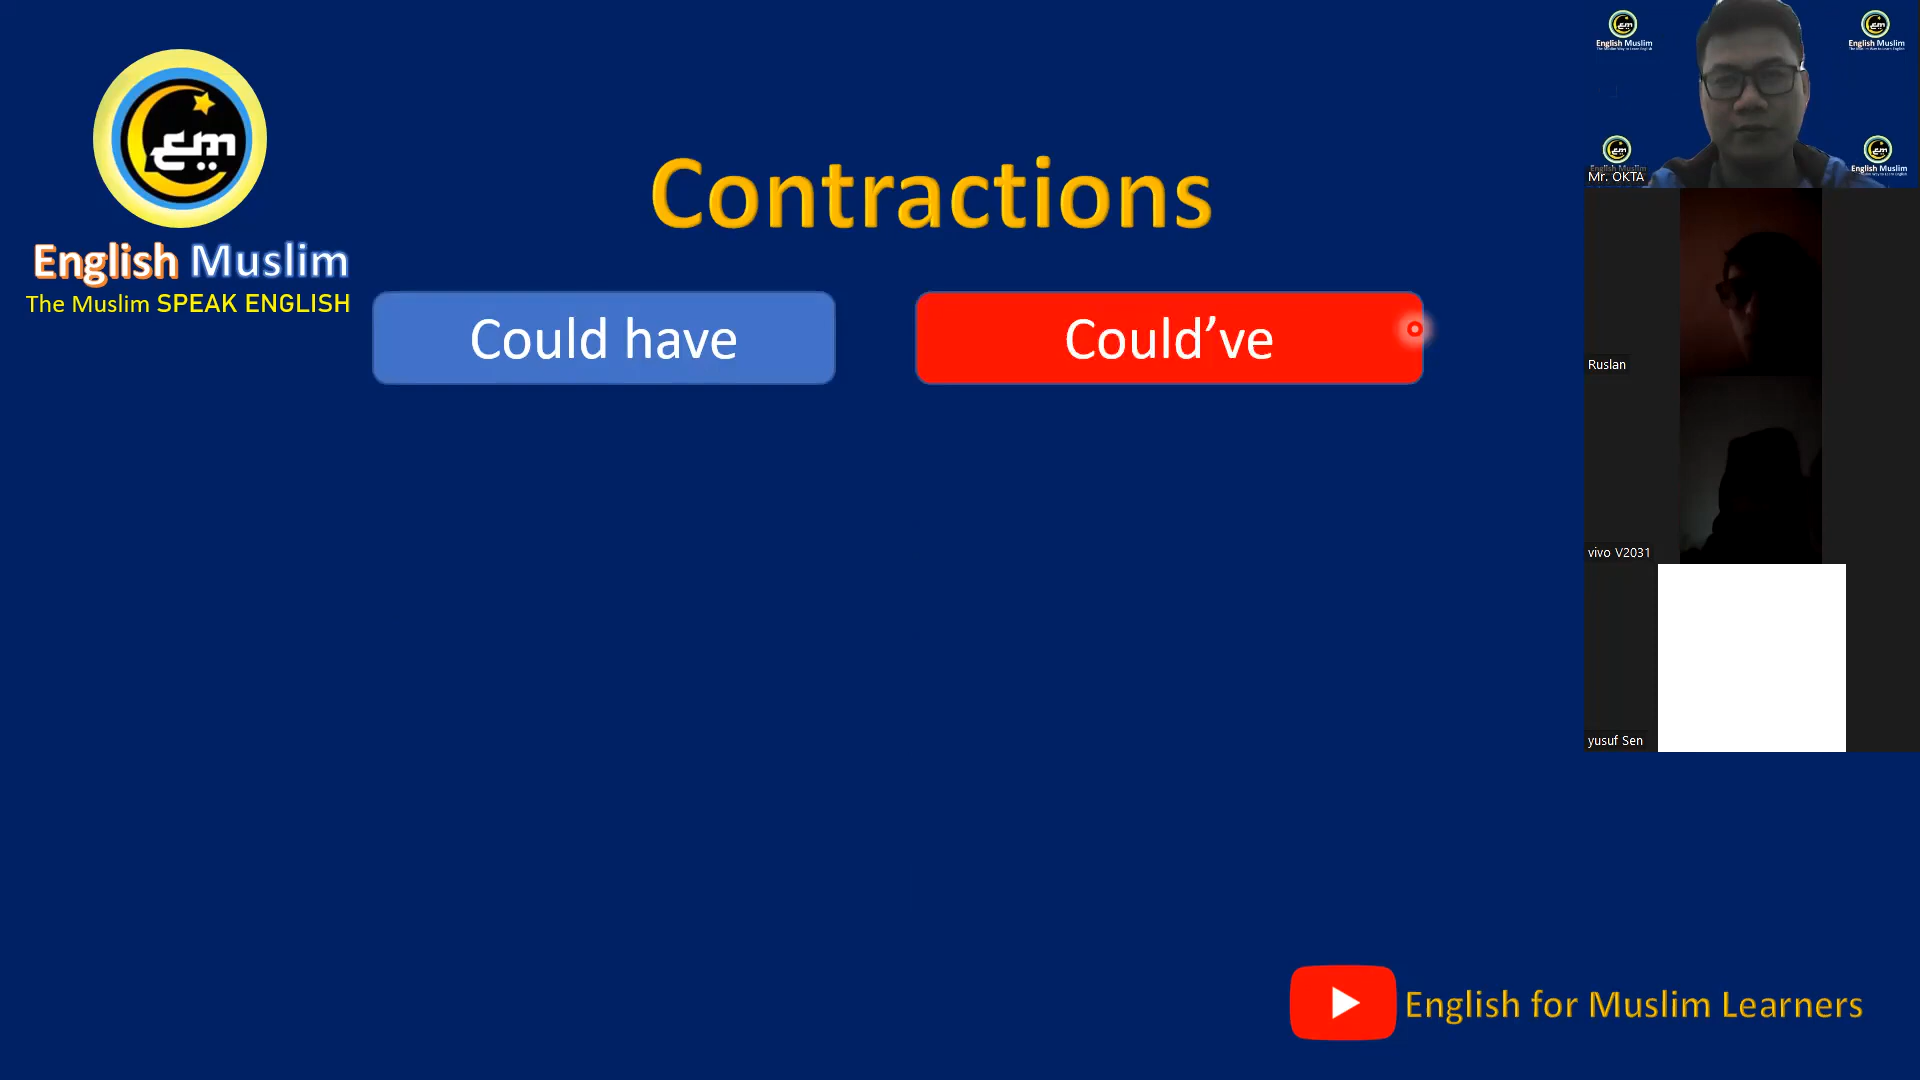 English Muslim
The Muslim SPEAK ENGLISH
Contractions
Could have
Could’ve
English for Muslim Learners
English Muslim
English Muslim
English Muslim
Mr. OKTA
Ruslan
vivo V2031
yusuf Sen